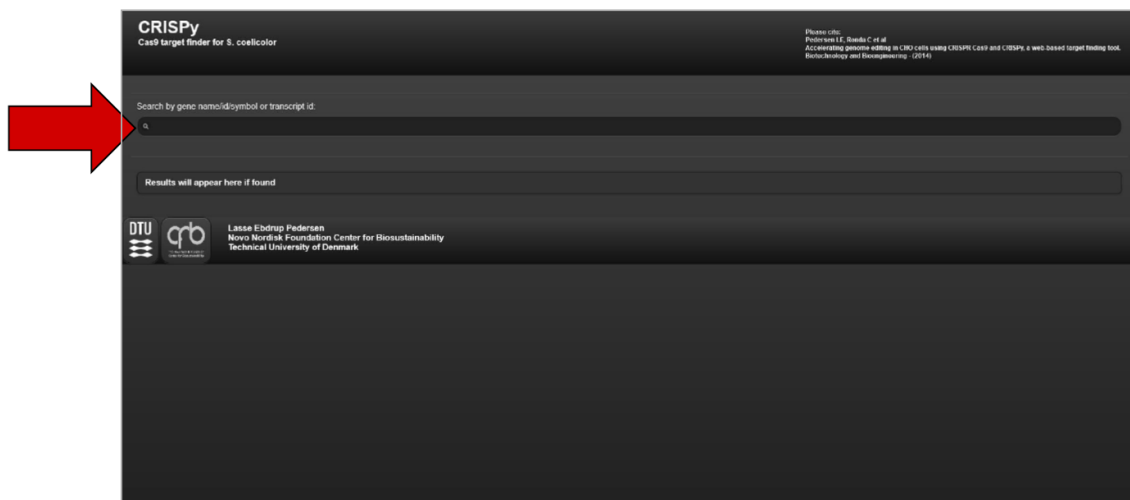 CRISPy
Cas9 target finder for S. coelicolor
Please cite:
Pedersen LE, Ronda C et al
Accelerating genome editing in CHO cells using CRISPR Cas9 and CRISPy, a web-based target finding tool.
Biotechnology and Bioengineering - (2014)
Search by gene name/id/symbol or transcript id:
Results will appear here if found
DTU
Lasse Ebdrup Pedersen
Novo Nordisk Foundation Center for Biosustainability
Technical University of Denmark